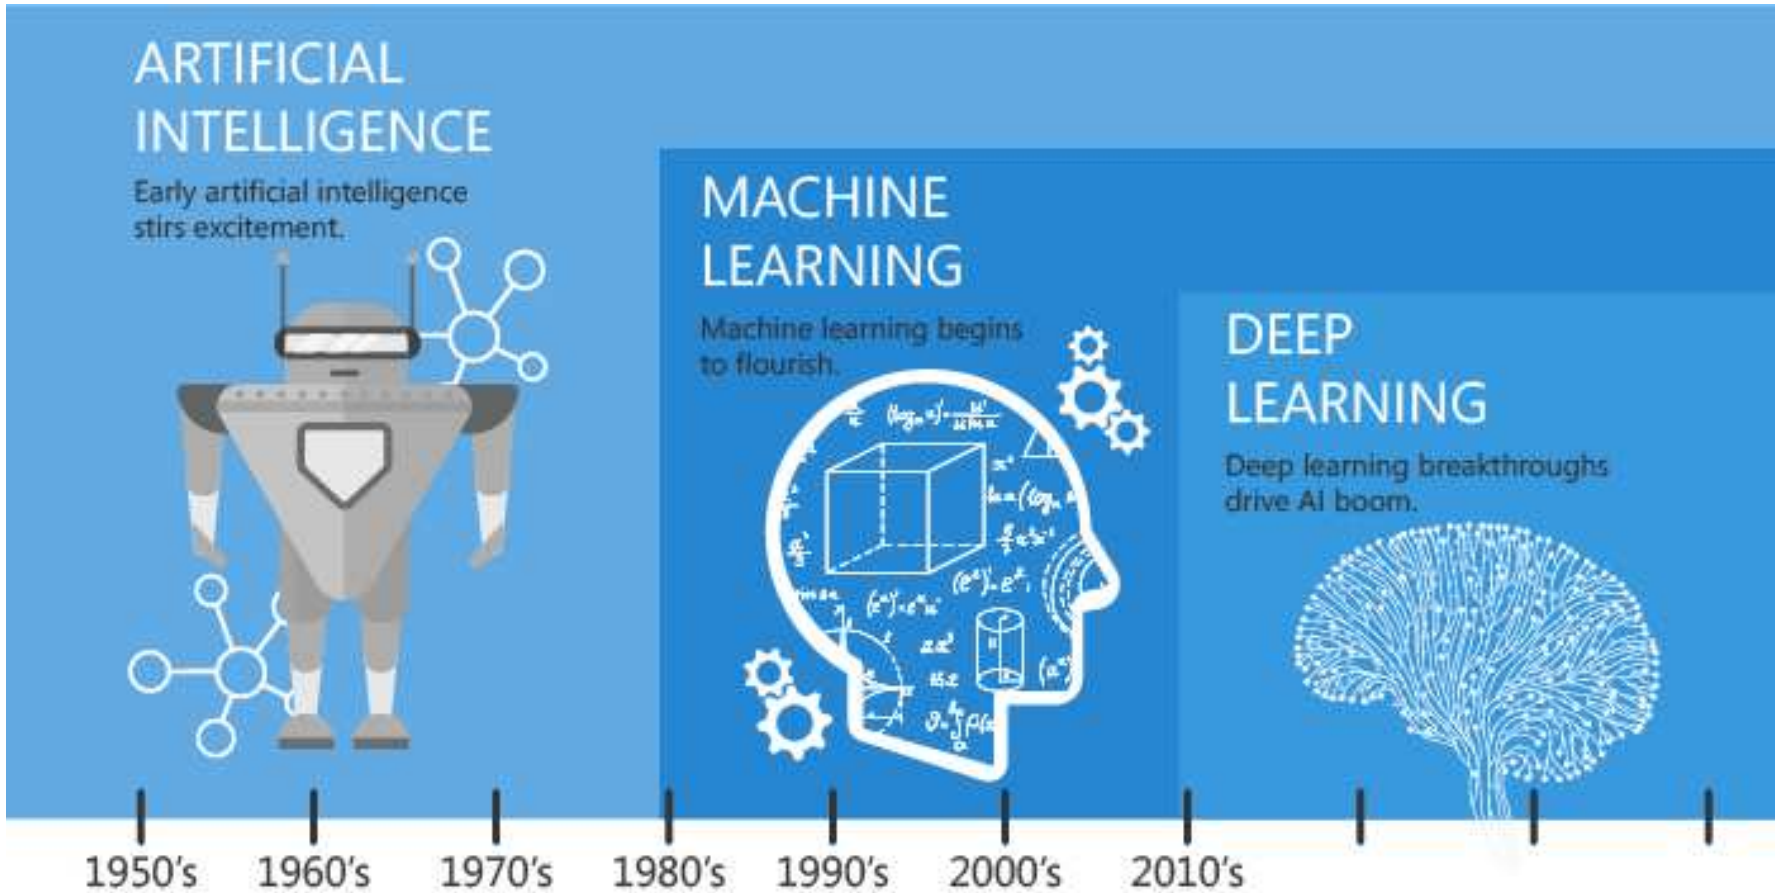 ARTIFICIAL
INTELLIGENCE
Early artificial intelligence
stirs excitement.
MACHINE
LEARNING
Machine learning begins
to flourish.
DEEP
LEARNING
Deep learning breakthroughs
drive AI boom.
1950's 1960's 1970's 1980's 1990's 2000's 2010's